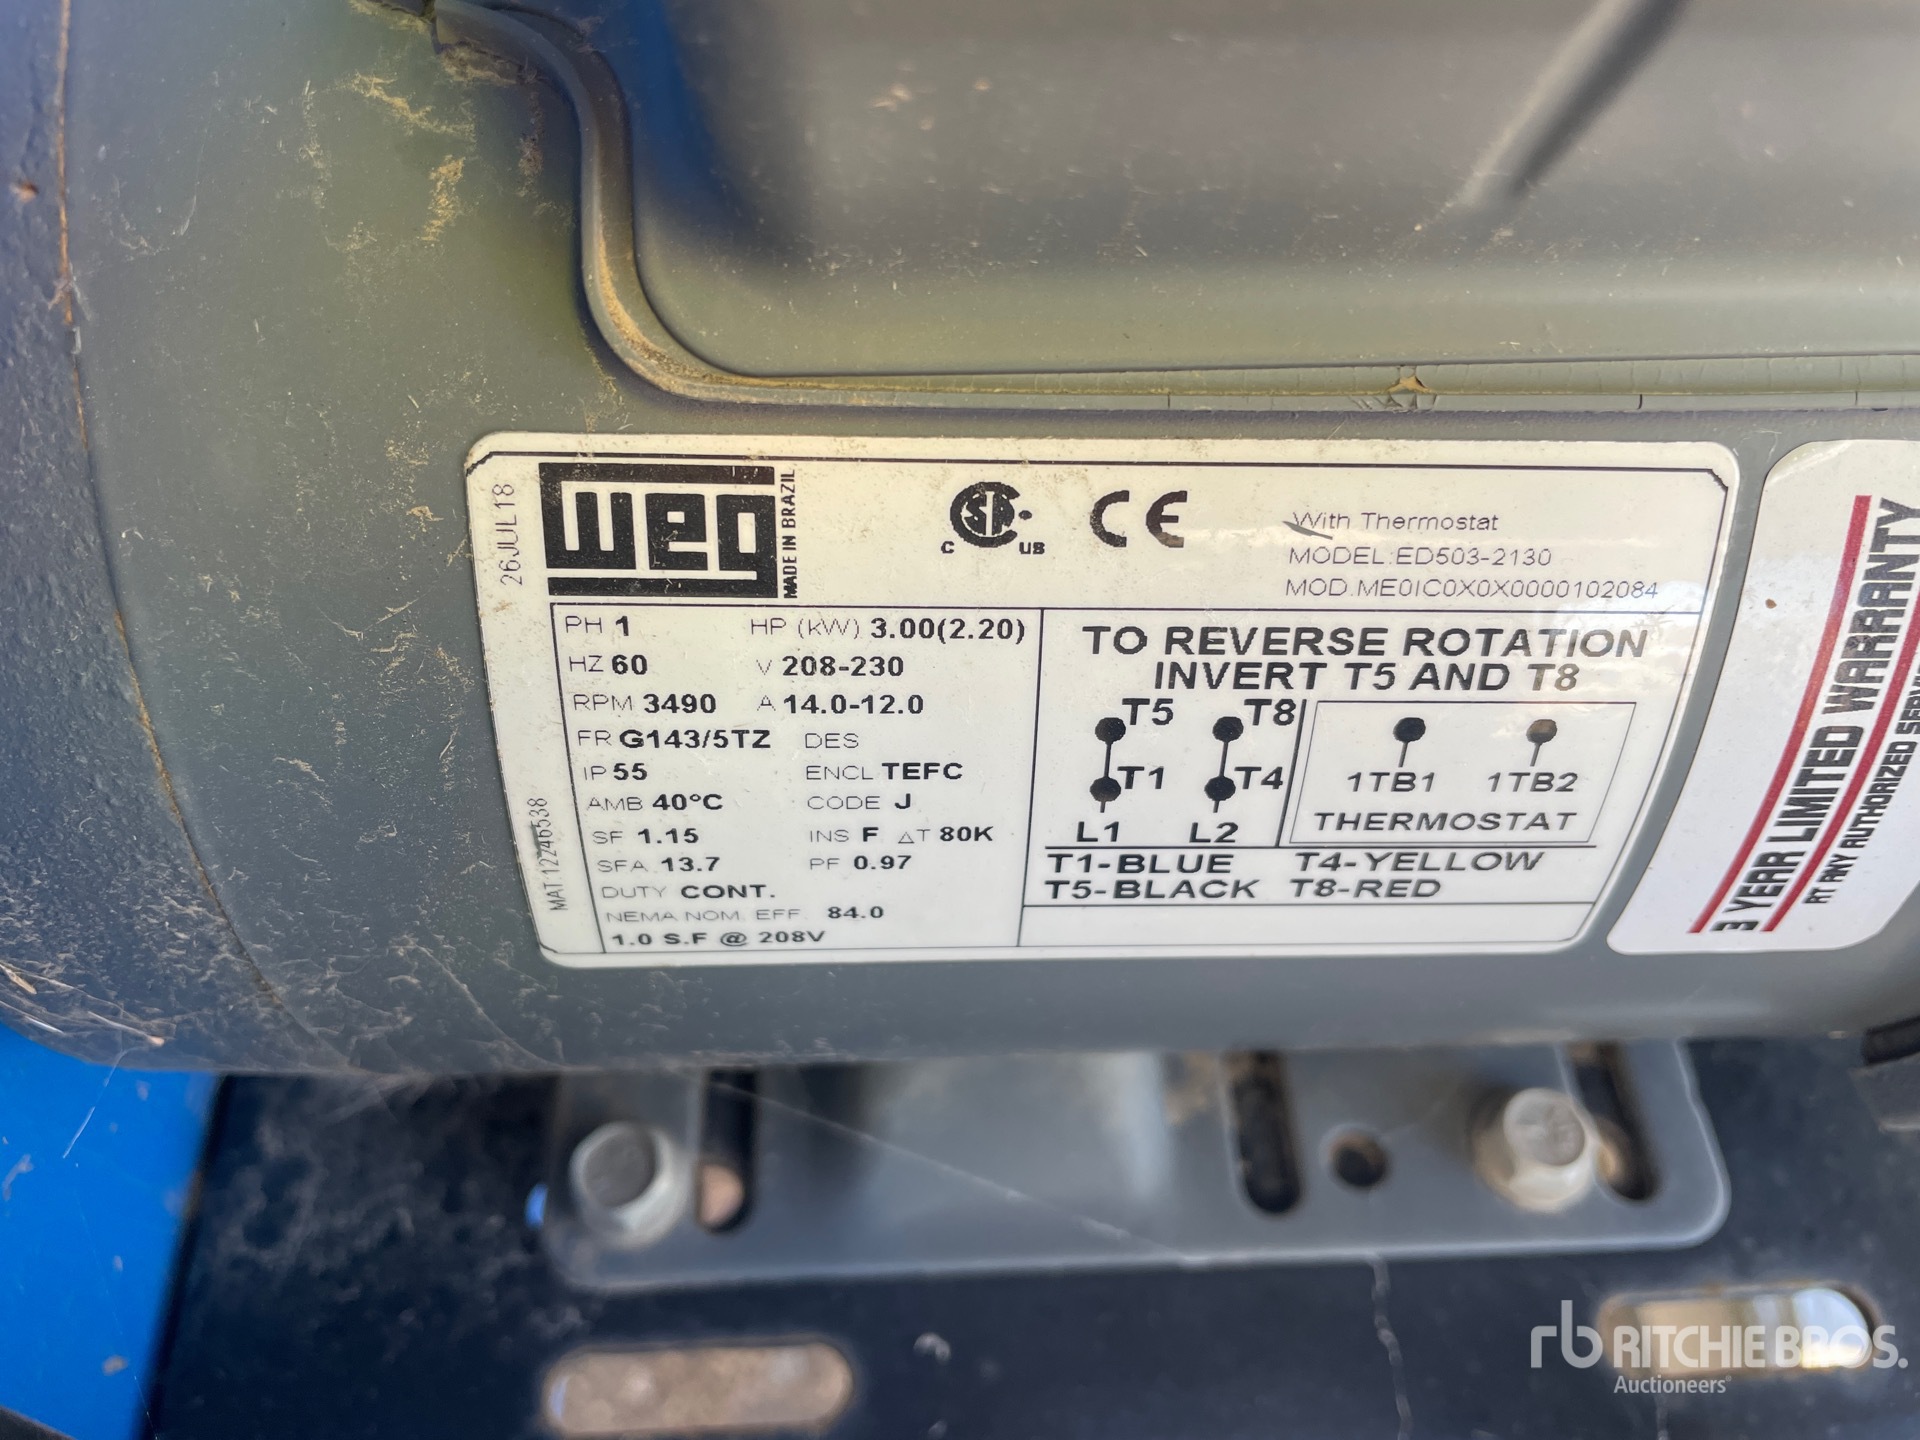 26JUL18
WEG
MADE IN BRAZIL
C SA US
CE
With Thermostat
MODEL:ED503-2130
MOD.ME0IC0X0X0000102084
PH 1 HP (kW) 3.00(2.20)
HZ 60 V 208-230
RPM 3490 A 14.0-12.0
FR G143/5TZ DES
IP 55 ENCL TEFC
AMB 40°C CODE J
SF 1.15 INS F ΔT 80K
SFA 13.7 PF 0.97
DUTY CONT.
NEMA NOM. EFF. 84.0
1.0 S.F @ 208V
TO REVERSE ROTATION
INVERT T5 AND T8
T5 T8
T1 T4
L1 L2
1TB1 1TB2
THERMOSTAT
T1-BLUE T4-YELLOW
T5-BLACK T8-RED
3 YEAR LIMITED WARRANTY
AT ANY AUTHORIZED
rb RITCHIE BROS.
Auctioneers